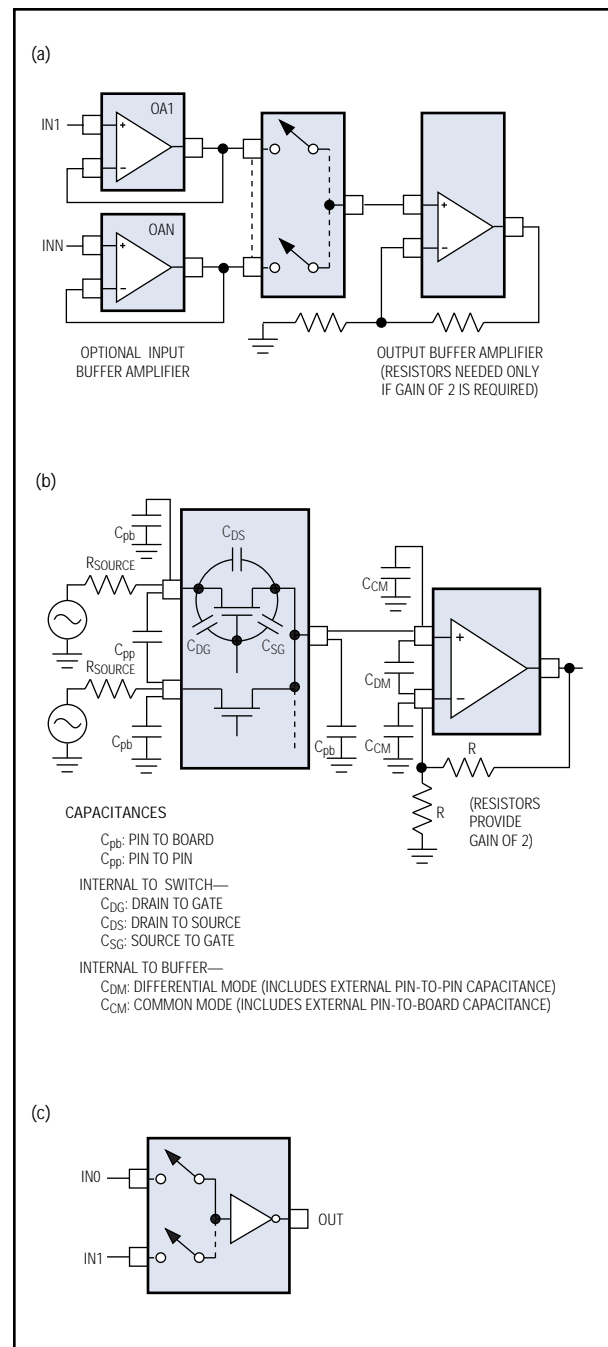 (a)
OA1
IN1
+
−
+
−
OAN
INN
+
−
OPTIONAL INPUT
BUFFER AMPLIFIER
OUTPUT BUFFER AMPLIFIER
(RESISTORS NEEDED ONLY
IF GAIN OF 2 IS REQUIRED)
(b)
Cpb
CDS
RSOURCE
CCM
CDG
CSG
+
Cpp
CDM
RSOURCE
−
Cpb
Cpb
CCM
R
R
(RESISTORS
PROVIDE
GAIN OF 2)
CAPACITANCES
Cpb: PIN TO BOARD
Cpp: PIN TO PIN
INTERNAL TO SWITCH—
CDG: DRAIN TO GATE
CDS: DRAIN TO SOURCE
CSG: SOURCE TO GATE
INTERNAL TO BUFFER—
CDM: DIFFERENTIAL MODE (INCLUDES EXTERNAL PIN-TO-PIN CAPACITANCE)
CCM: COMMON MODE (INCLUDES EXTERNAL PIN-TO-BOARD CAPACITANCE)
(c)
IN0
OUT
IN1